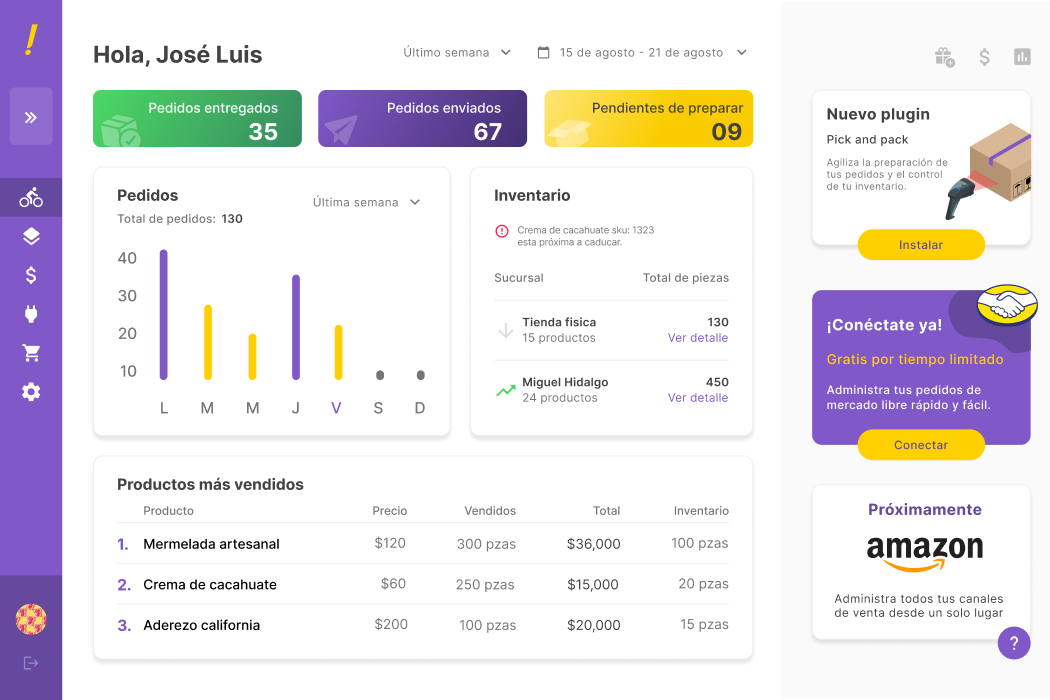 !
Hola, José Luis
Último semana
15 de agosto - 21 de agosto
$
Pedidos entregados
35
Pedidos enviados
67
Pendientes de preparar
09
Nuevo plugin
Pick and pack
Agiliza la preparación de
tus pedidos y el control
de tu inventario.
Instalar
Pedidos
Última semana
Total de pedidos: 130
40
30
20
10
L M M J V S D
Inventario
Crema de cacahuate sku: 1323
esta próxima a caducar.
Sucursal Total de piezas
Tienda fisica 130
15 productos Ver detalle
Miguel Hidalgo 450
24 productos Ver detalle
¡Conéctate ya!
Gratis por tiempo limitado
Administra tus pedidos de
mercado libre rápido y fácil.
Conectar
Productos más vendidos
Producto Precio Vendidos Total Inventario
1. Mermelada artesanal $120 300 pzas $36,000 100 pzas
2. Crema de cacahuate $60 250 pzas $15,000 20 pzas
3. Aderezo california $200 100 pzas $20,000 15 pzas
Próximamente
amazon
Administra todos tus canales
de venta desde un solo lugar
?
$